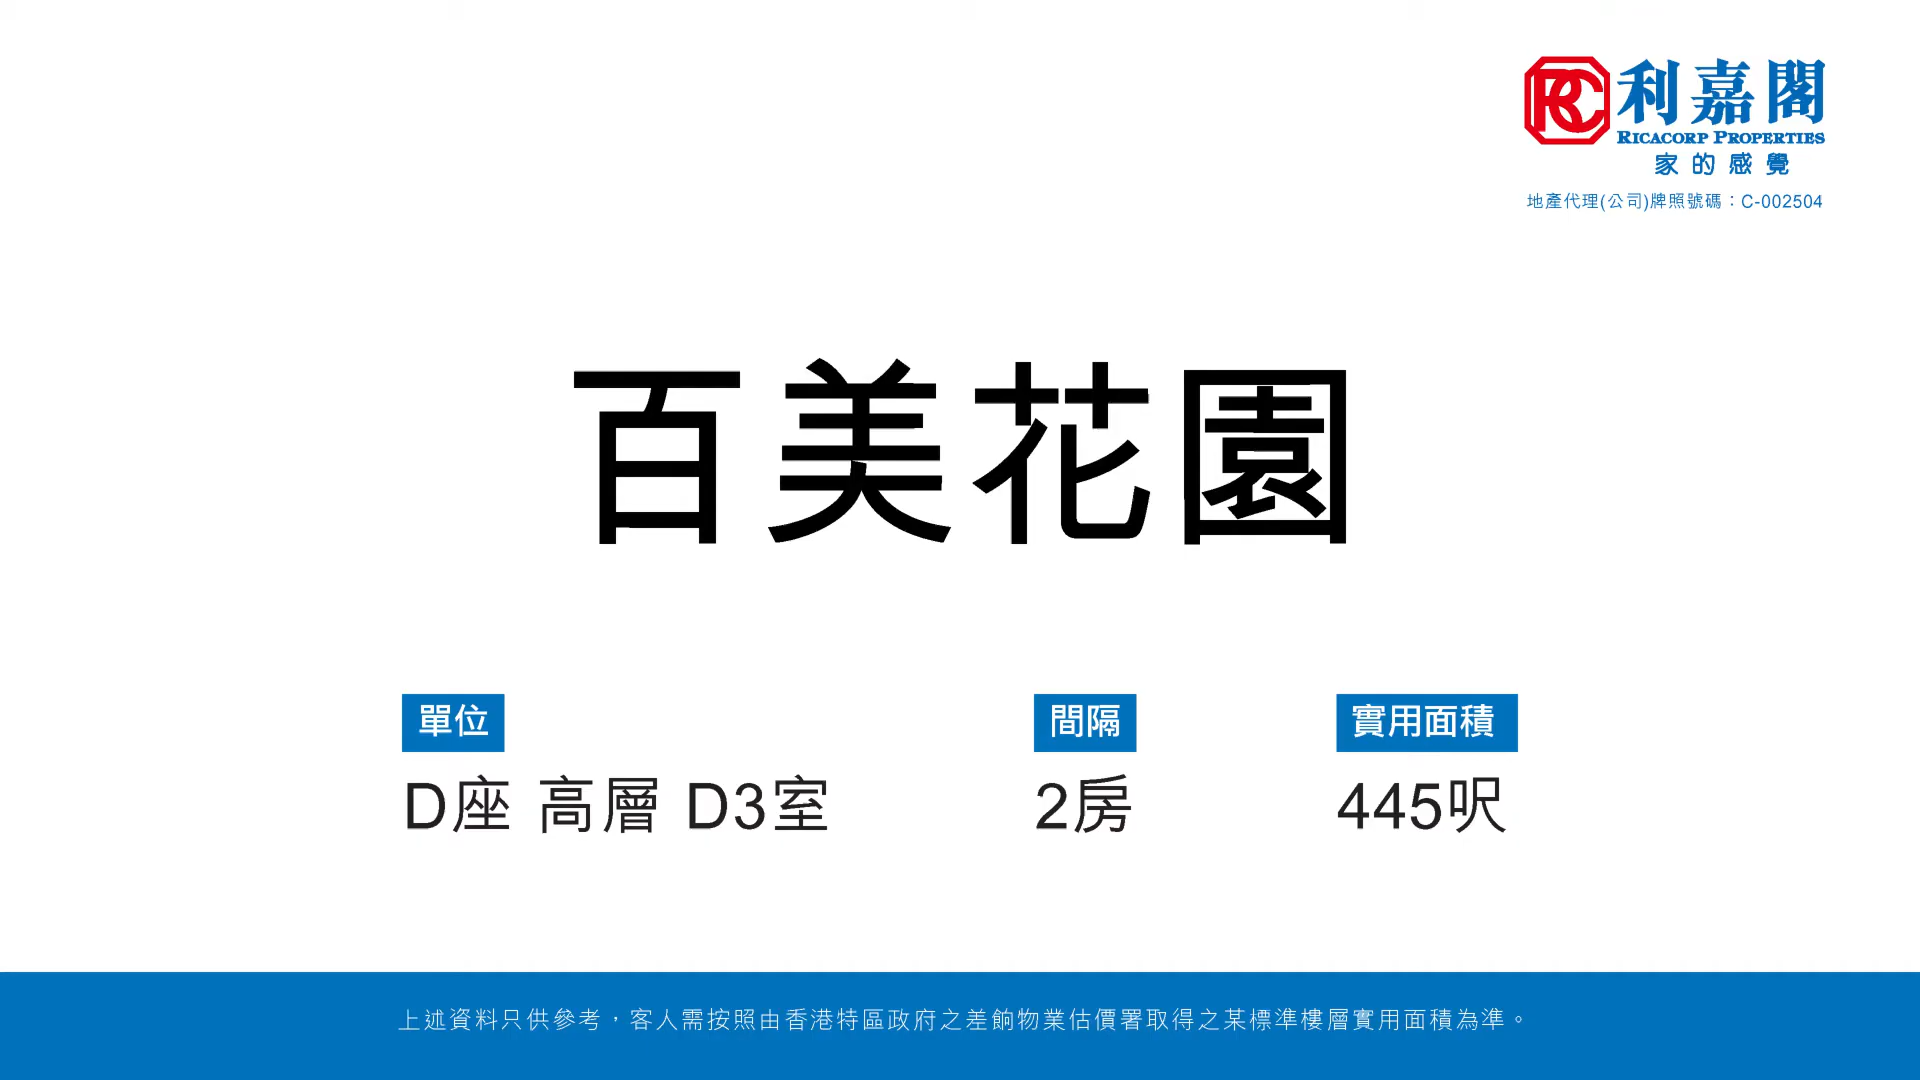 利嘉閣
RICACORP PROPERTIES
家的感覺
地產代理(公司)牌照號碼：C-002504
百美花園
單位
D座 高層 D3室
間隔
2房
實用面積
445呎
上述資料只供參考，客人需按照由香港特區政府之差餉物業估價署取得之某標準樓層實用面積為準。